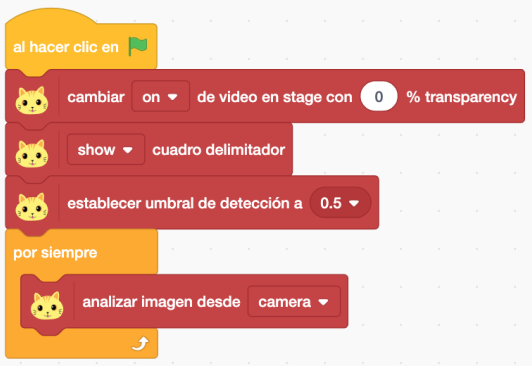 al hacer clic en
cambiar on de video en stage con 0 % transparency
show cuadro delimitador
establecer umbral de detección a 0.5
por siempre
analizar imagen desde camera